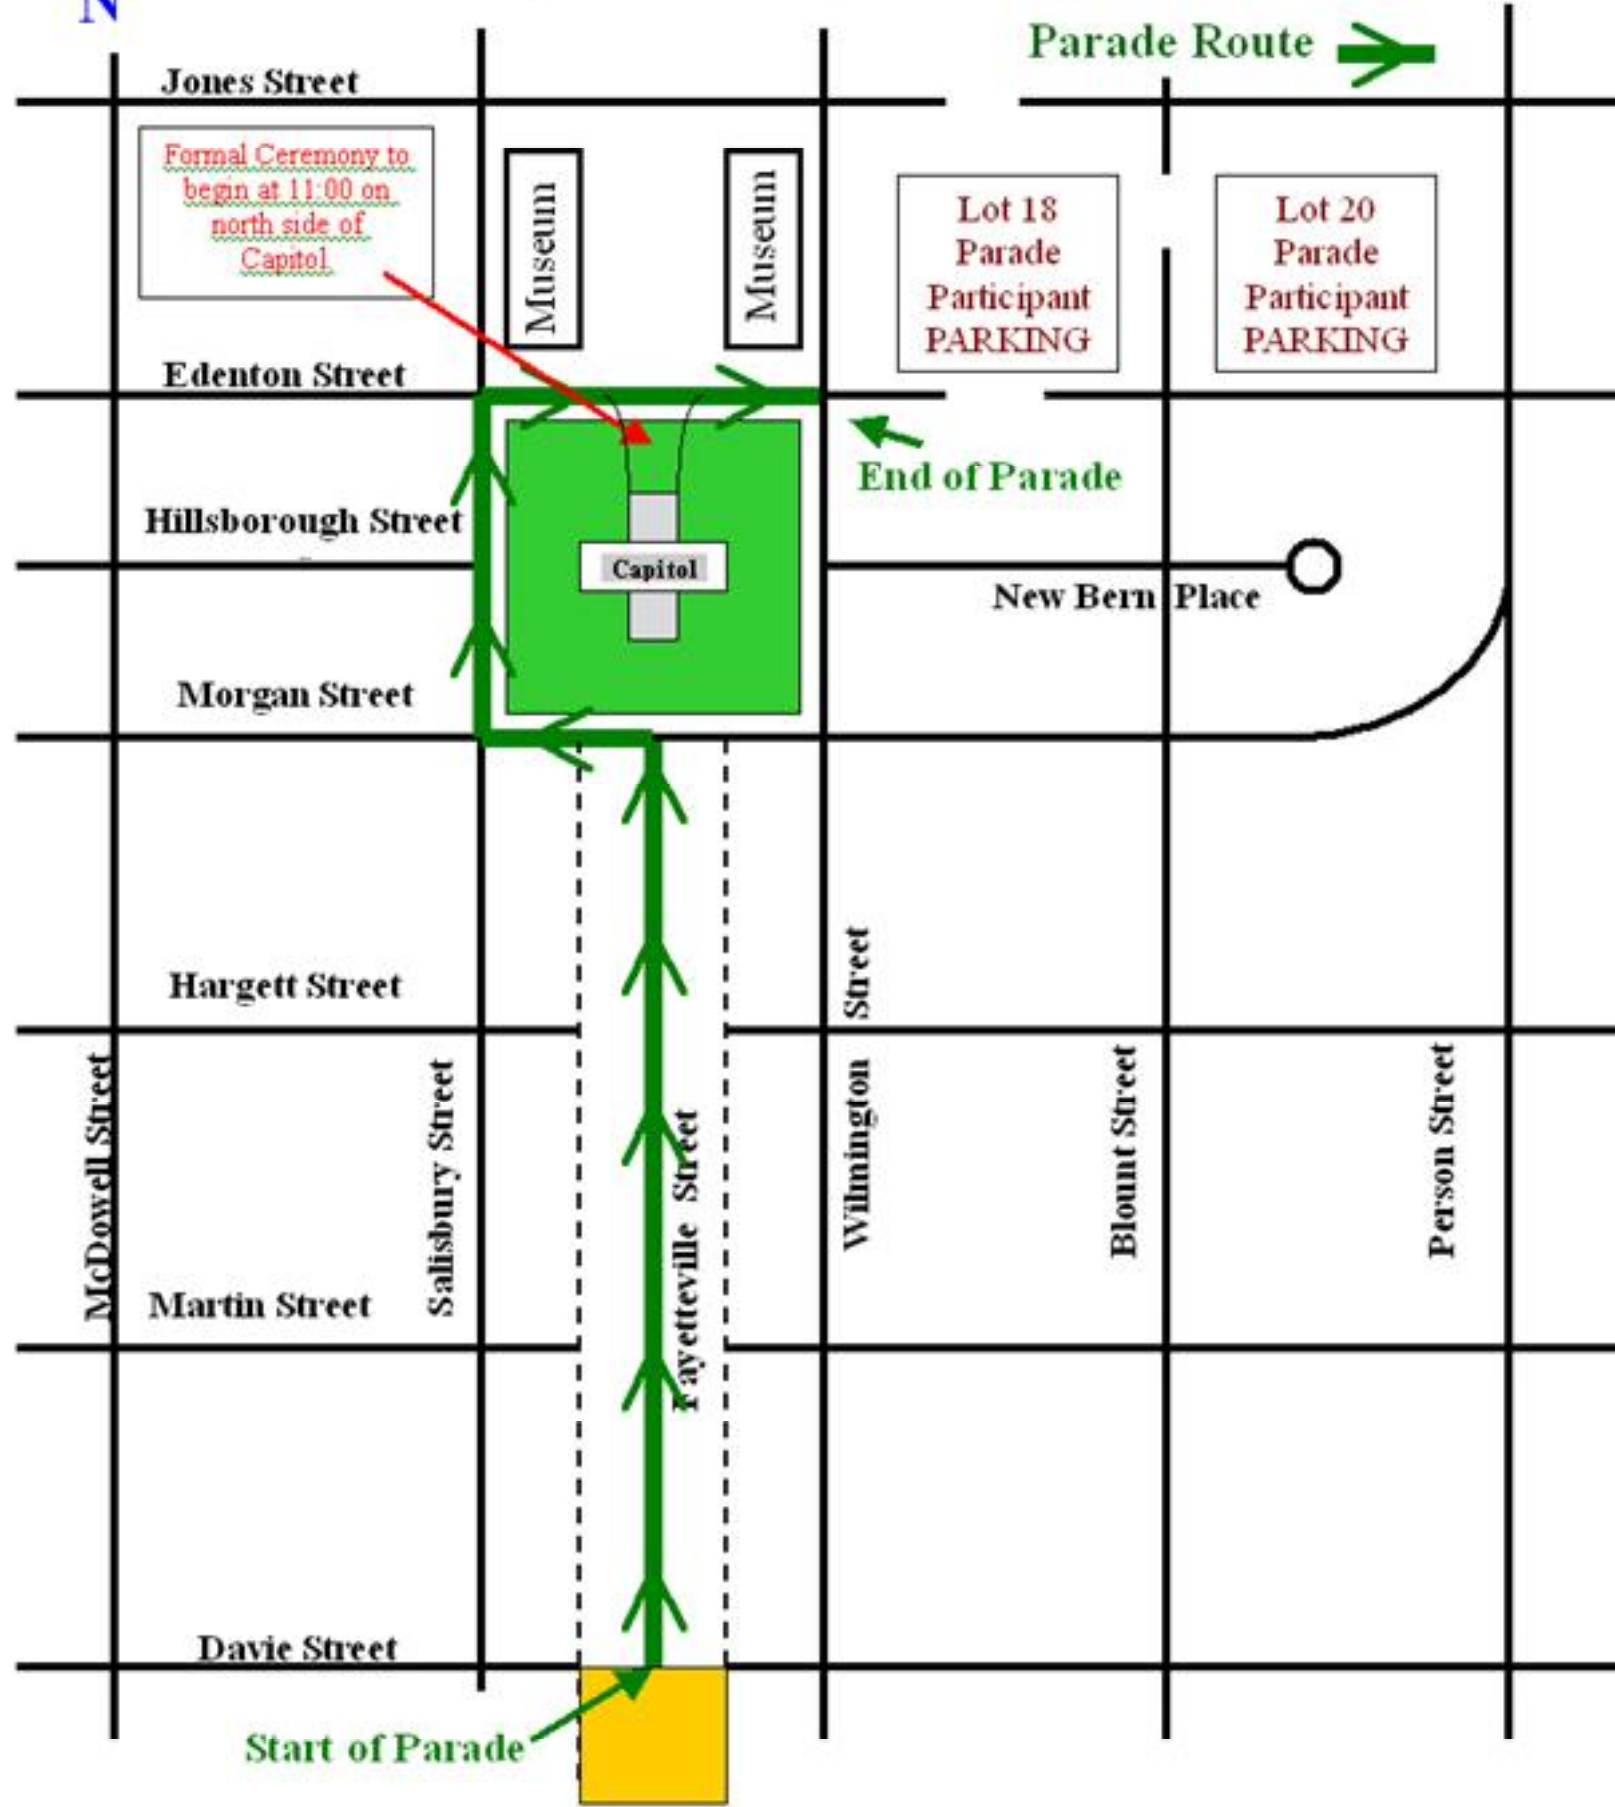 N
Parade Route
Jones Street
Formal Ceremony to
begin at 11:00 on
north side of
Capitol
Museum
Museum
Lot 18
Parade
Participant
PARKING
Lot 20
Parade
Participant
PARKING
Edenton Street
End of Parade
Hillsborough Street
Capitol
New Bern Place
Morgan Street
Hargett Street
McDowell Street
Salisbury Street
Fayetteville Street
Wilmington Street
Blount Street
Person Street
Martin Street
Davie Street
Start of Parade